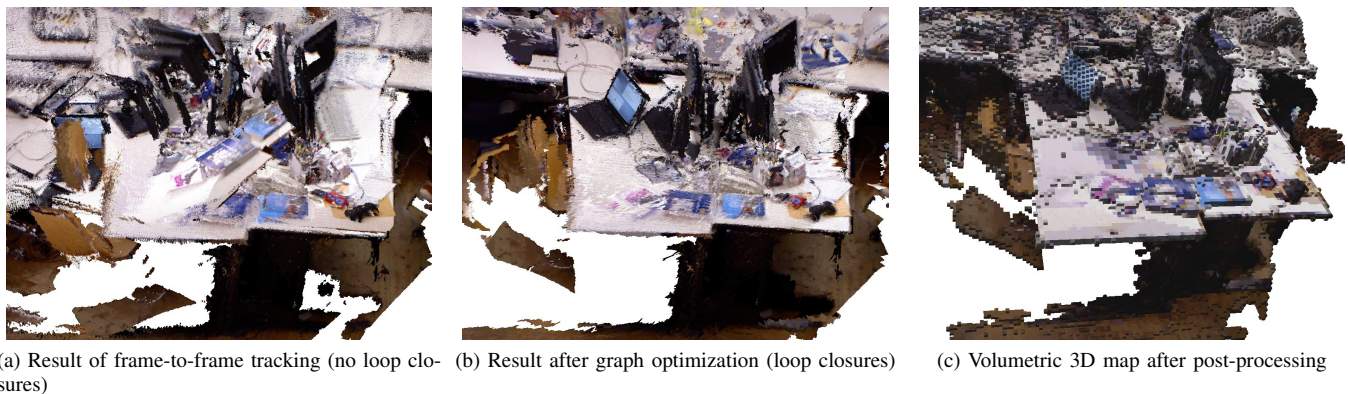 (a) Result of frame-to-frame tracking (no loop clo-
sures)
(b) Result after graph optimization (loop closures)
(c) Volumetric 3D map after post-processing